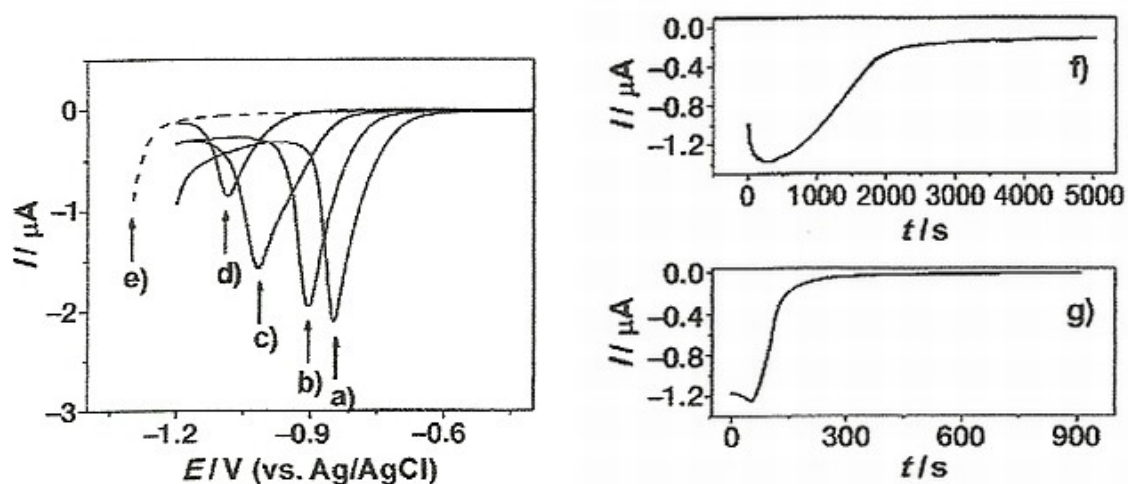 0
−1
−2
−3
I / µA
e)
d)
c)
b)
a)
−1.2
−0.9
−0.6
E / V (vs. Ag/AgCl)
0.0
−0.4
−0.8
−1.2
I / µA
f)
0
1000
2000
3000
4000
5000
t / s
0.0
−0.4
−0.8
−1.2
I / µA
g)
0
300
600
900
t / s